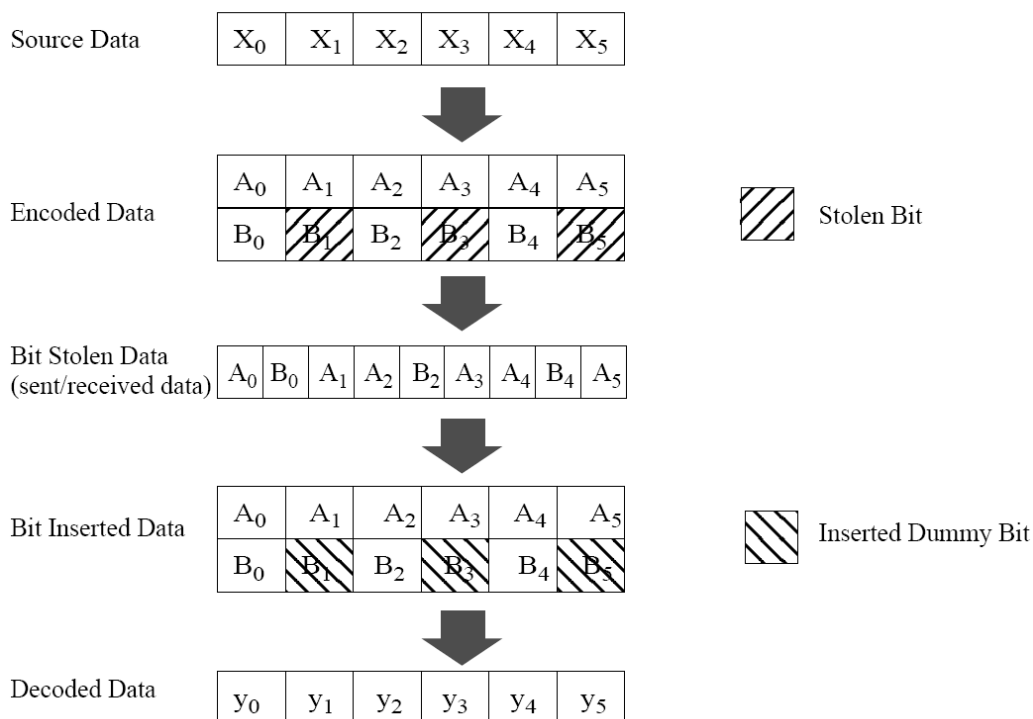 Source Data
X₀ X₁ X₂ X₃ X₄ X₅
A₀ A₁ A₂ A₃ A₄ A₅
Encoded Data
B₀ B₁ B₂ B₃ B₄ B₅
Stolen Bit
Bit Stolen Data
(sent/received data)
A₀ B₀ A₁ A₂ B₂ A₃ A₄ B₄ A₅
A₀ A₁ A₂ A₃ A₄ A₅
Bit Inserted Data
B₀ B₁ B₂ B₃ B₄ B₅
Inserted Dummy Bit
Decoded Data
y₀ y₁ y₂ y₃ y₄ y₅